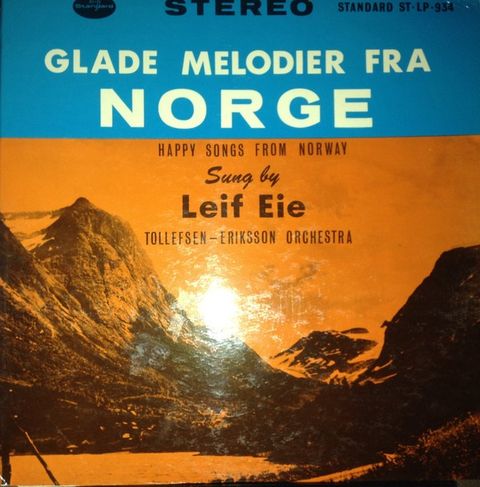 Standard
STEREO
STANDARD ST-LP-934
GLADE MELODIER FRA
NORGE
HAPPY SONGS FROM NORWAY
Sung by
Leif Eie
TOLLEFSEN-ERIKSSON ORCHESTRA